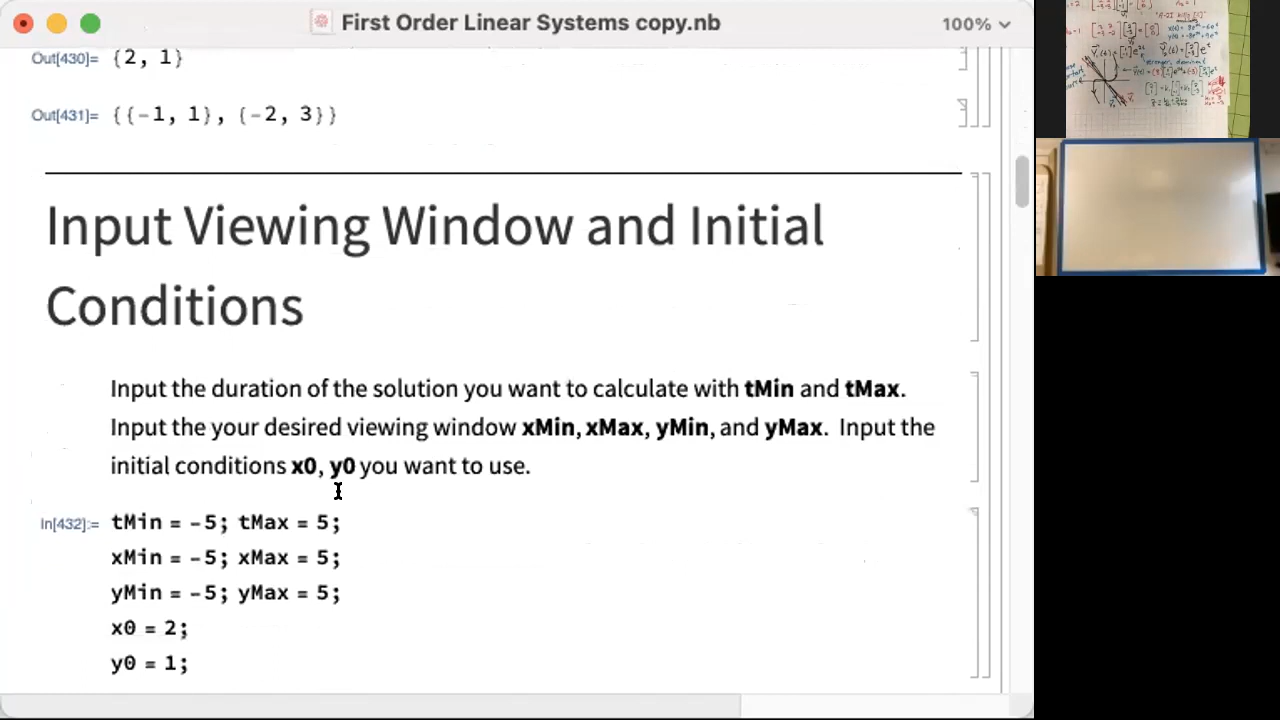 First Order Linear Systems copy.nb
100%
Out[430]= {2, 1}
Out[431]= {{-1, 1}, {-2, 3}}
Input Viewing Window and Initial
Conditions
Input the duration of the solution you want to calculate with tMin and tMax.
Input the your desired viewing window xMin, xMax, yMin, and yMax. Input the
initial conditions x0, y0 you want to use.
In[432]:= tMin = -5; tMax = 5;
xMin = -5; xMax = 5;
yMin = -5; yMax = 5;
x0 = 2;
y0 = 1;